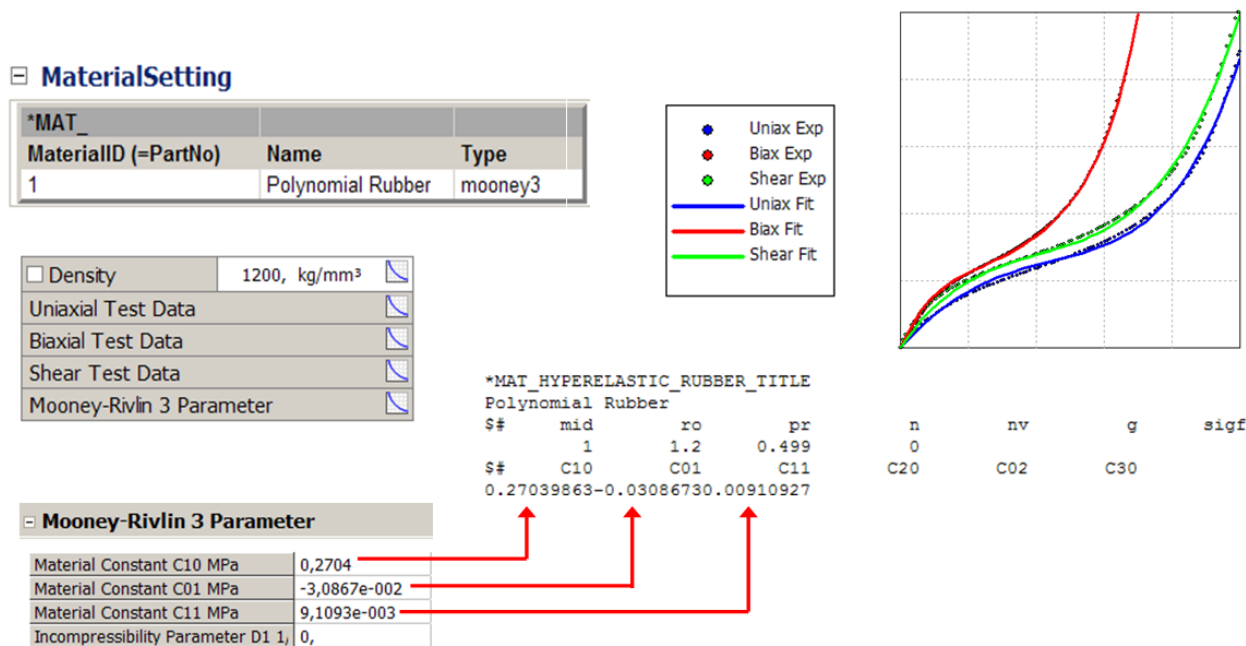 MaterialSetting
*MAT_
MaterialID (=PartNo) Name Type
1 Polynomial Rubber mooney3
Uniax Exp
Biax Exp
Shear Exp
Uniax Fit
Biax Fit
Shear Fit
Density 1200, kg/mm³
Uniaxial Test Data
Biaxial Test Data
Shear Test Data
Mooney-Rivlin 3 Parameter
*MAT_HYPERELASTIC_RUBBER_TITLE
Polynomial Rubber
$# mid ro pr n nv g sigf
1 1.2 0.499 0
$# C10 C01 C11 C20 C02 C30
0.27039863-0.03086730.00910927
Mooney-Rivlin 3 Parameter
Material Constant C10 MPa 0,2704
Material Constant C01 MPa -3,0867e-002
Material Constant C11 MPa 9,1093e-003
Incompressibility Parameter D1 1/ 0,